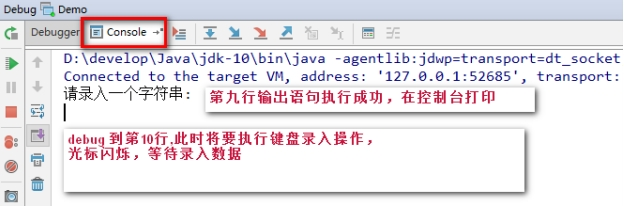 Debug Demo
Debugger Console
D:\develop\Java\jdk-10\bin\java -agentlib:jdwp=transport=dt_socket
Connected to the target VM, address: '127.0.0.1:52685', transport:
请录入一个字符串： 第九行输出语句执行成功，在控制台打印
debug 到第10行,此时将要执行键盘录入操作，
光标闪烁，等待录入数据